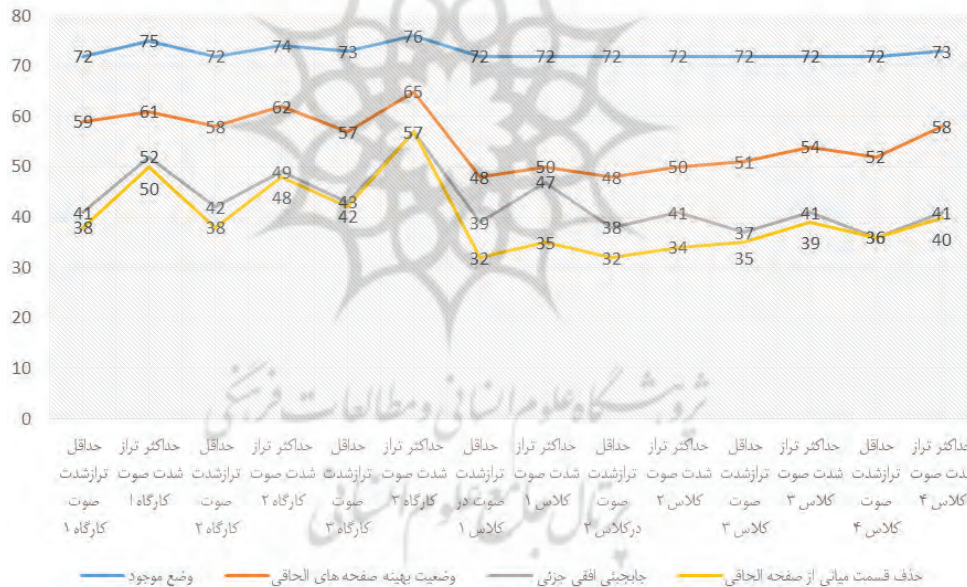 80
70
60
50
40
30
20
10
0
72 75 72 74 73 76 72 72 72 72 72 72 72 73
59 61 58 62 57 65 48 50 48 50 51 54 52 58
41 52 42 49 43 57 39 47 38 41 37 41 36 41
38 50 38 48 42 32 35 32 34 35 39 36 40
پژوهشگاه علوم انسانی و مطالعات فرهنگی
پرتال جامع علوم انسانی
حداقل
ترازشدت
صوت
کارگاه ۱
حداکثر تراز
شدت صوت
کارگاه ا
حداقل
ترازشدت
صوت
کارگاه ۲
حداکثر تراز
شدت صوت
کارگاه ۲
حداقل
ترازشدت
صوت
کارگاه ۳
حداکثر تراز
شدت صوت
کارگاه ۳
حداقل
ترازشدت
صوت در
کلاس ۱
حداکثر تراز
شدت صوت
کلاس ۱
حداقل
ترازشدت
صوت
درکلاس ۲
حداکثر تراز
شدت صوت
کلاس ۲
حداقل
ترازشدت
صوت
کلاس ۳
حداکثر تراز
شدت صوت
کلاس ۳
حداقل
ترازشدت
صوت
کلاس ۴
حداکثر تراز
شدت صوت
کلاس ۴
وضع موجود
وضعیت بهینه صفحه های الحاقی
جابجیئی افقی جزئی
حذف قسمت میانی از صفحه الحاقی